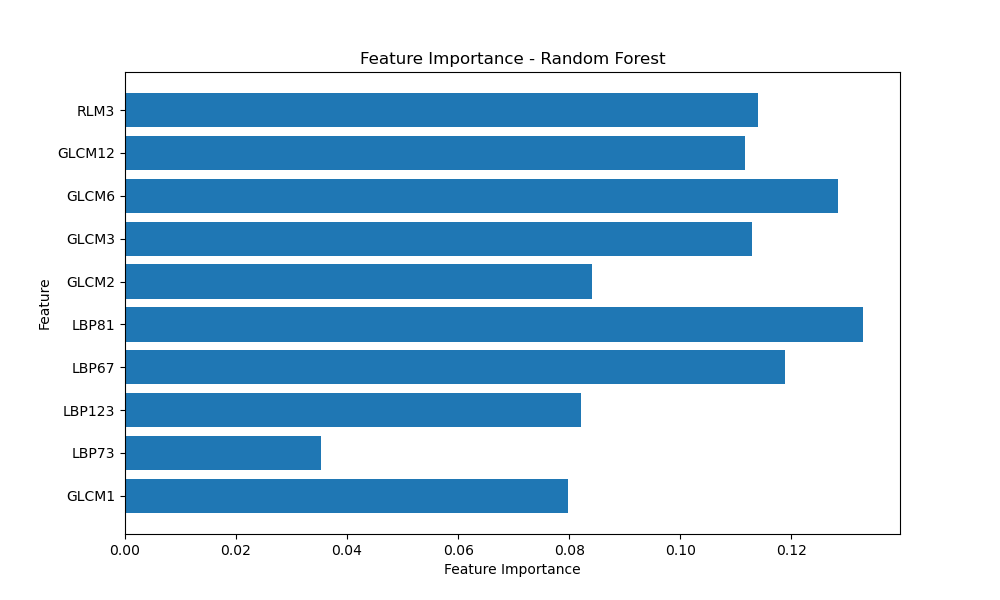 Feature Importance - Random Forest
Feature
RLM3
GLCM12
GLCM6
GLCM3
GLCM2
LBP81
LBP67
LBP123
LBP73
GLCM1
0.00 0.02 0.04 0.06 0.08 0.10 0.12
Feature Importance